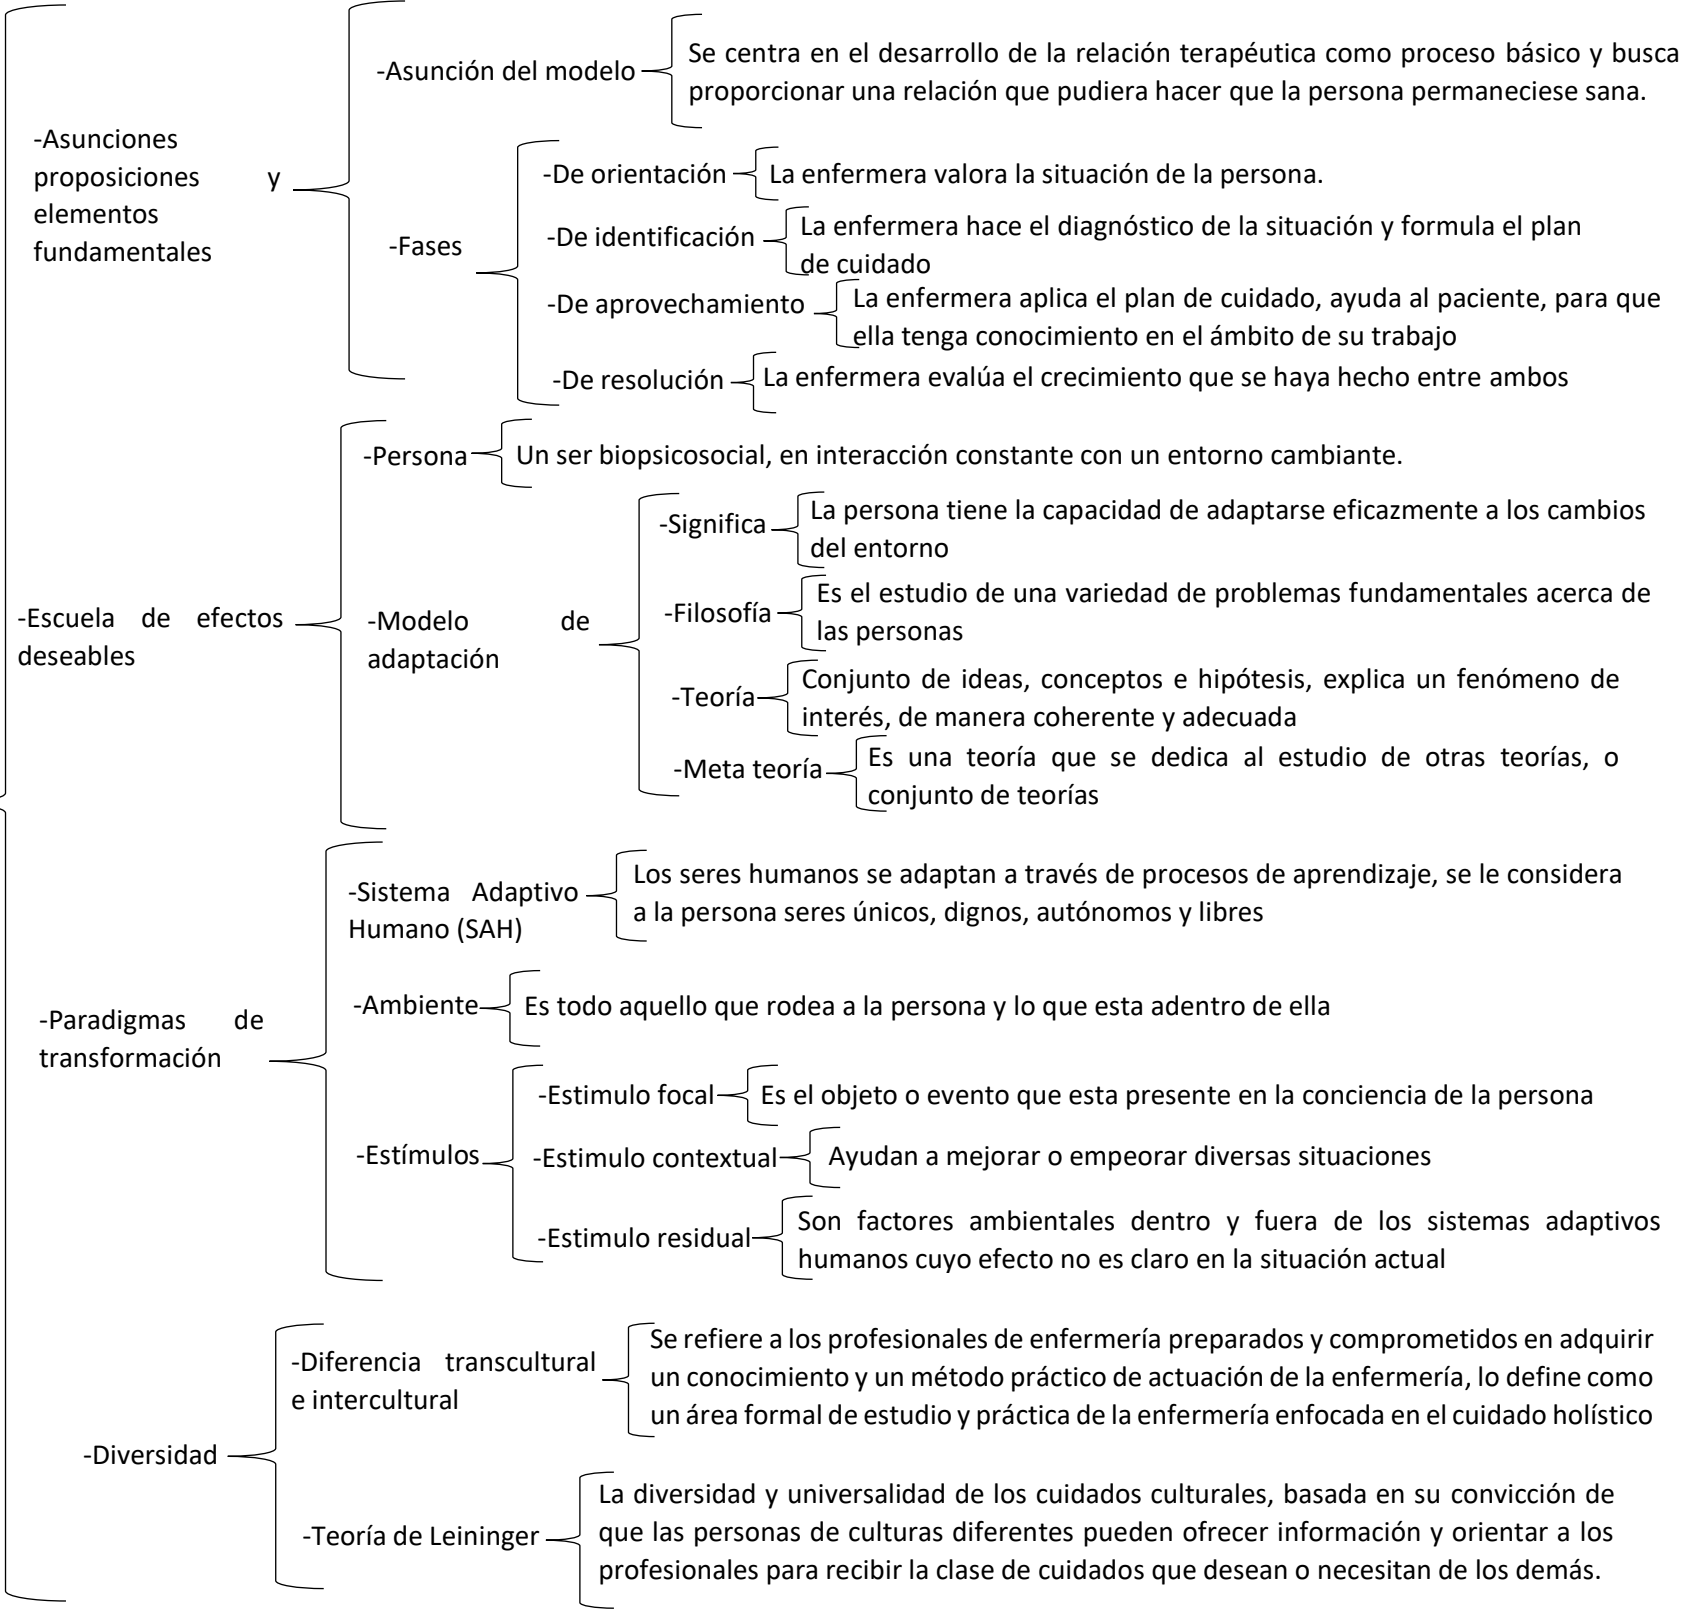 -Asunciones
proposiciones y
elementos
fundamentales
-Asunción del modelo
Se centra en el desarrollo de la relación terapéutica como proceso básico y busca
proporcionar una relación que pudiera hacer que la persona permaneciese sana.
-Fases
-De orientación
La enfermera valora la situación de la persona.
-De identificación
La enfermera hace el diagnóstico de la situación y formula el plan
de cuidado
-De aprovechamiento
La enfermera aplica el plan de cuidado, ayuda al paciente, para que
ella tenga conocimiento en el ámbito de su trabajo
-De resolución
La enfermera evalúa el crecimiento que se haya hecho entre ambos
-Escuela de efectos
deseables
-Persona
Un ser biopsicosocial, en interacción constante con un entorno cambiante.
-Modelo de
adaptación
-Significa
La persona tiene la capacidad de adaptarse eficazmente a los cambios
del entorno
-Filosofía
Es el estudio de una variedad de problemas fundamentales acerca de
las personas
-Teoría
Conjunto de ideas, conceptos e hipótesis, explica un fenómeno de
interés, de manera coherente y adecuada
-Meta teoría
Es una teoría que se dedica al estudio de otras teorías, o
conjunto de teorías
-Paradigmas de
transformación
-Sistema Adaptivo
Humano (SAH)
Los seres humanos se adaptan a través de procesos de aprendizaje, se le considera
a la persona seres únicos, dignos, autónomos y libres
-Ambiente
Es todo aquello que rodea a la persona y lo que esta adentro de ella
-Estímulos
-Estimulo focal
Es el objeto o evento que esta presente en la conciencia de la persona
-Estimulo contextual
Ayudan a mejorar o empeorar diversas situaciones
-Estimulo residual
Son factores ambientales dentro y fuera de los sistemas adaptivos
humanos cuyo efecto no es claro en la situación actual
-Diversidad
-Diferencia transcultural
e intercultural
Se refiere a los profesionales de enfermería preparados y comprometidos en adquirir
un conocimiento y un método práctico de actuación de la enfermería, lo define como
un área formal de estudio y práctica de la enfermería enfocada en el cuidado holístico
-Teoría de Leininger
La diversidad y universalidad de los cuidados culturales, basada en su convicción de
que las personas de culturas diferentes pueden ofrecer información y orientar a los
profesionales para recibir la clase de cuidados que desean o necesitan de los demás.